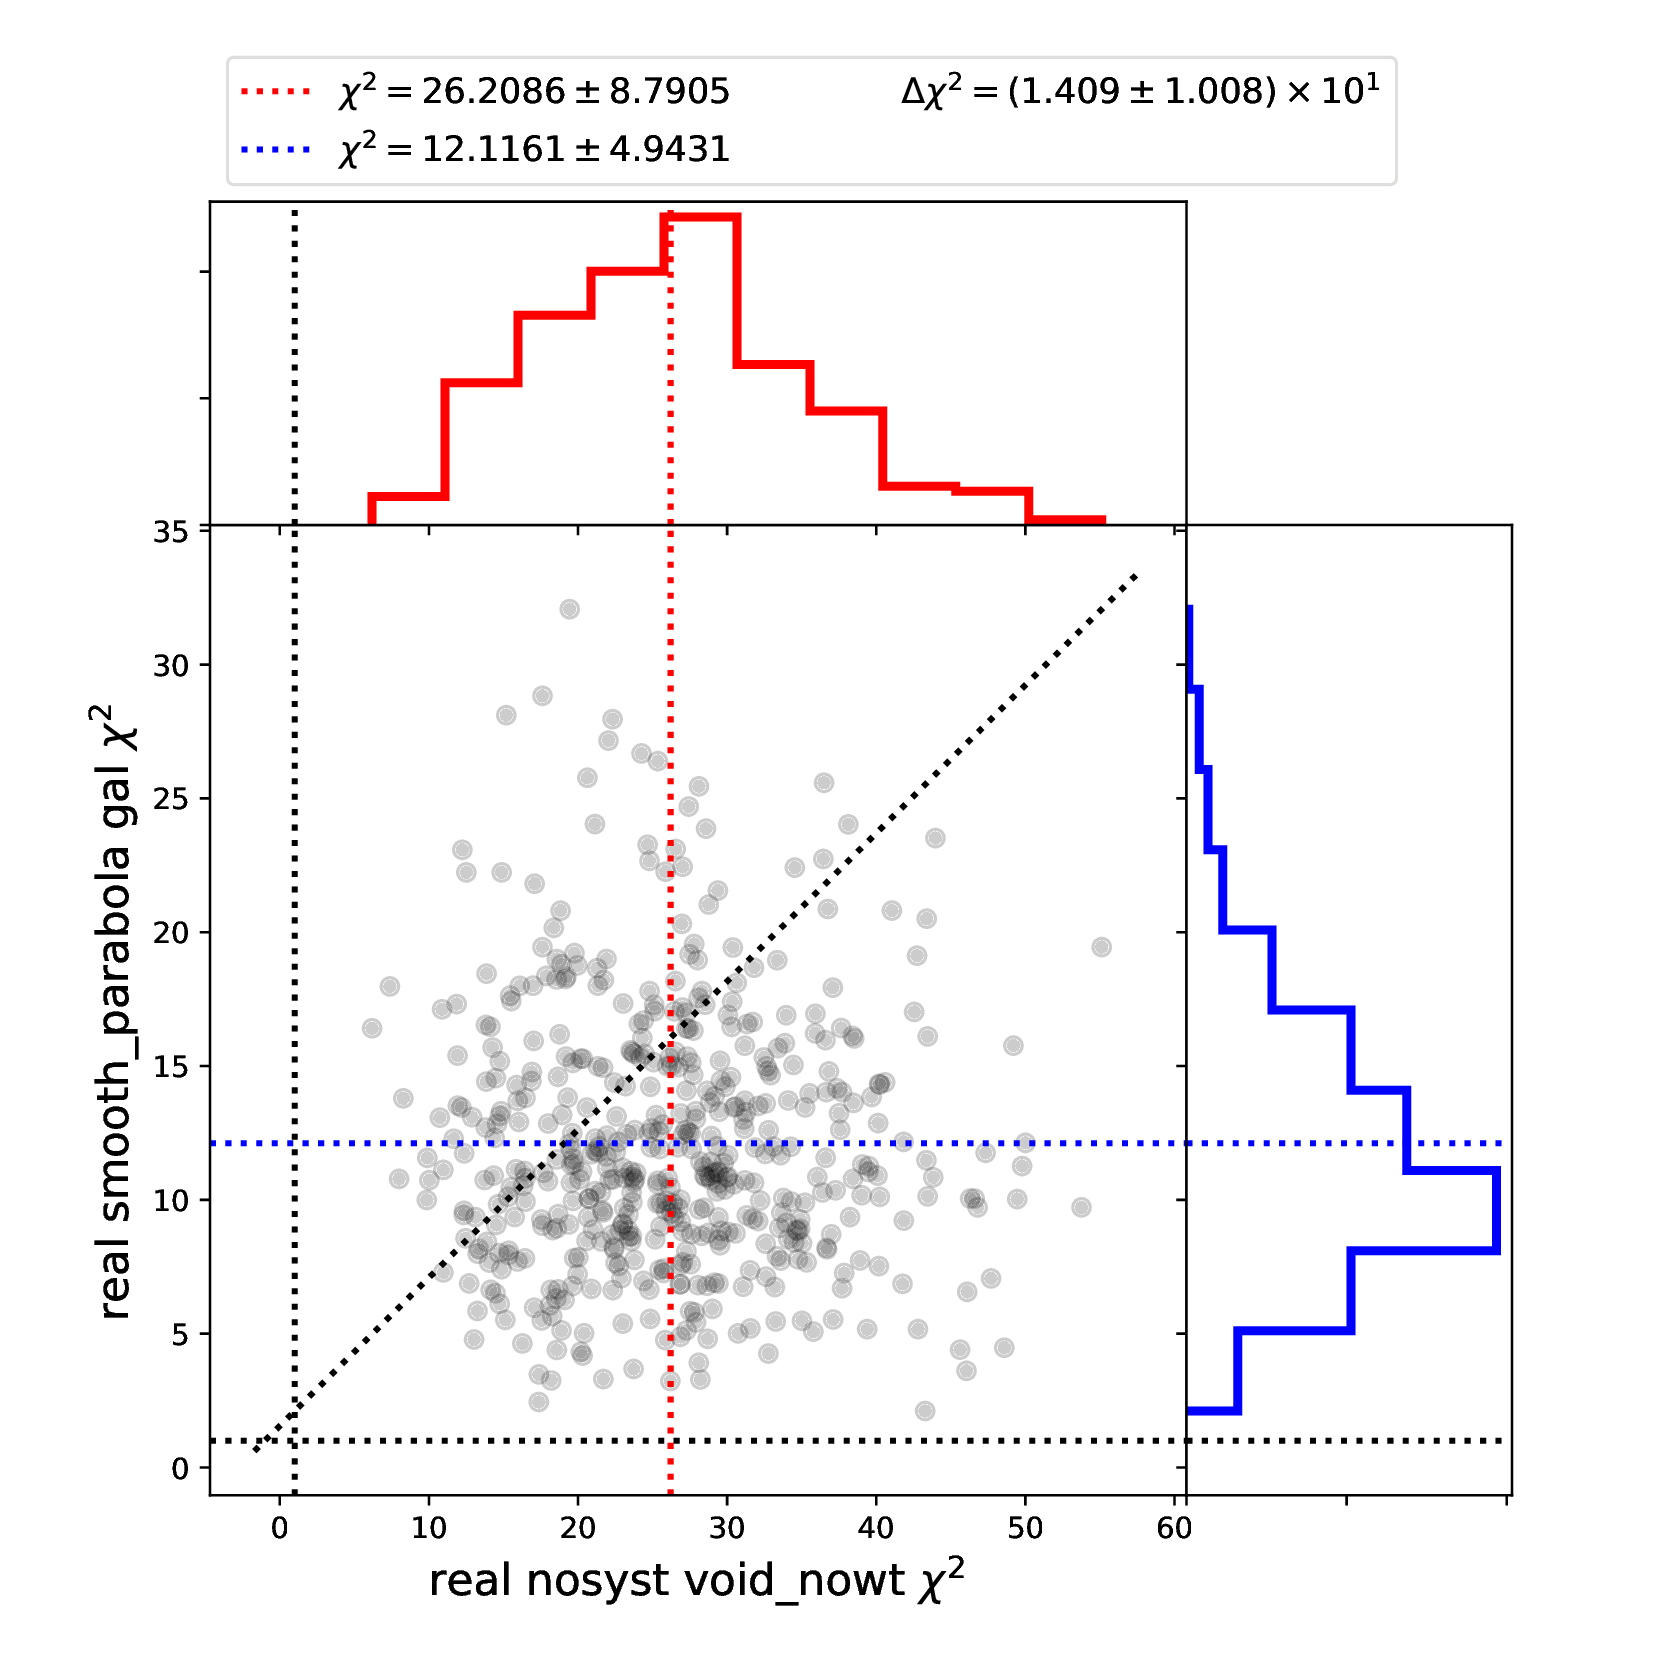 χ² = 26.2086 ± 8.7905 Δχ² = (1.409 ± 1.008) × 10¹
χ² = 12.1161 ± 4.9431
35
30
25
20
15
10
5
0
real smooth_parabola gal χ²
0 10 20 30 40 50 60
real nosyst void_nowt χ²